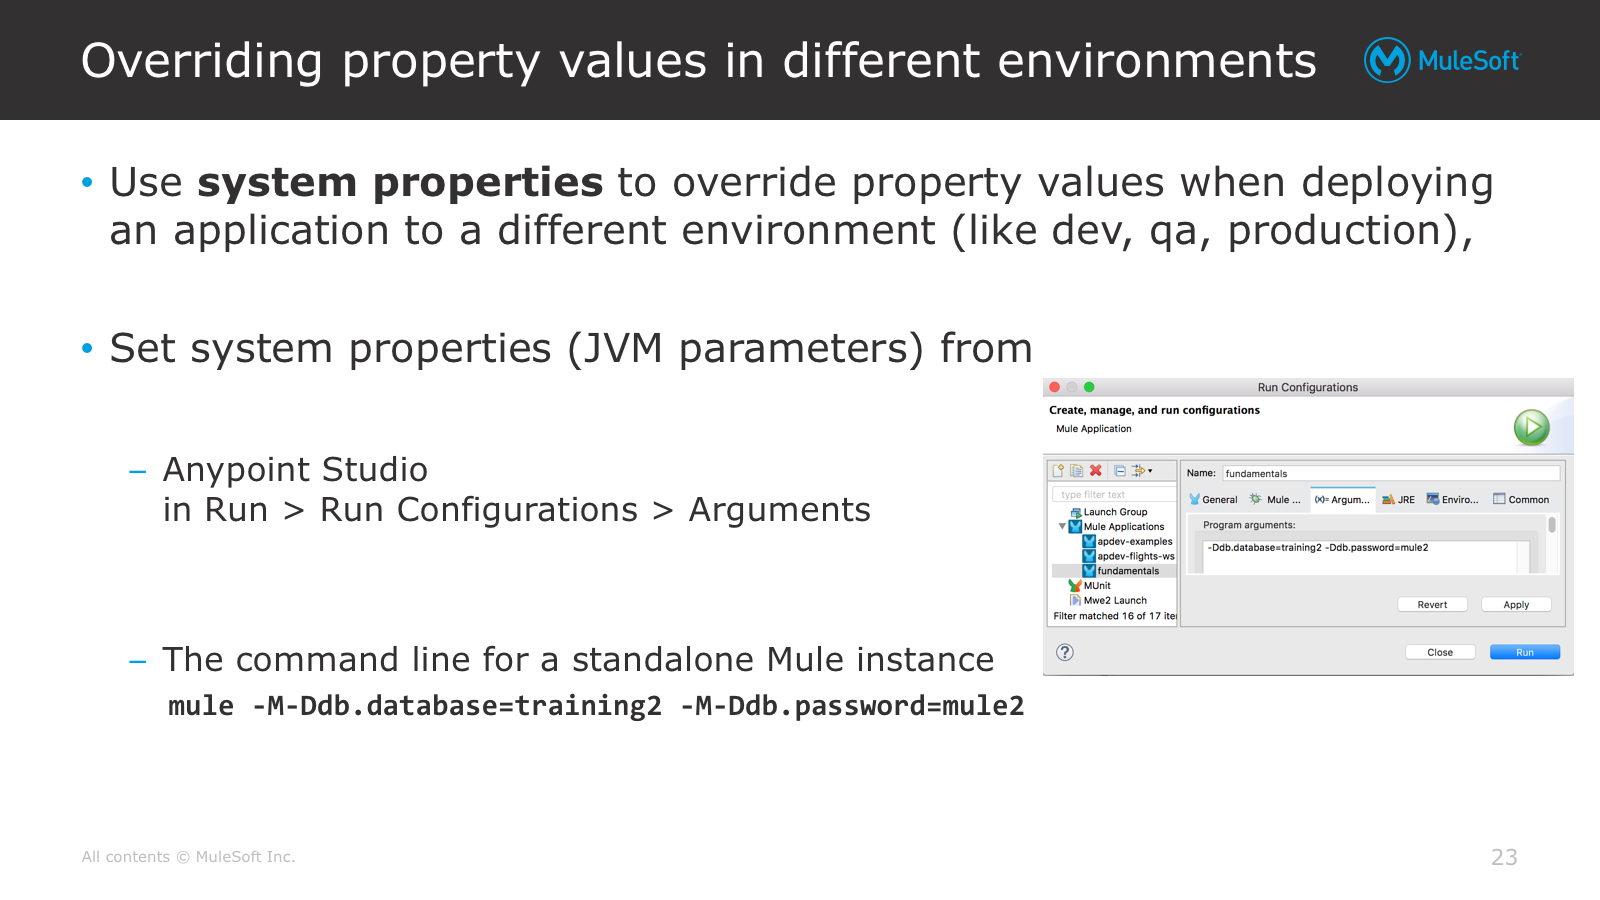 Overriding property values in different environments
MuleSoft
• Use system properties to override property values when deploying
an application to a different environment (like dev, qa, production),
• Set system properties (JVM parameters) from
– Anypoint Studio
in Run > Run Configurations > Arguments
– The command line for a standalone Mule instance
mule -M-Ddb.database=training2 -M-Ddb.password=mule2
Run Configurations
Create, manage, and run configurations
Mule Application
type filter text
Launch Group
Mule Applications
apdev-examples
apdev-flights-ws
fundamentals
MUnit
Mwe2 Launch
Filter matched 16 of 17 iter
Name: fundamentals
General Mule ... (x)= Argum... JRE Enviro... Common
Program arguments:
-Ddb.database=training2 -Ddb.password=mule2
Revert Apply
? Close Run
All contents © MuleSoft Inc.
23